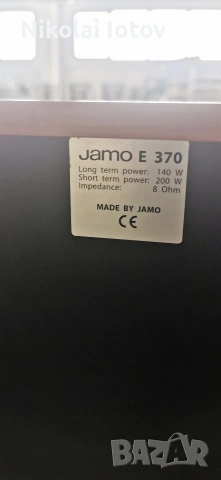 Nikolai Iotov
Jamo E 370
Long term power: 140 W
Short term power: 200 W
Impedance: 8 Ohm
MADE BY JAMO
CE
BAZAR